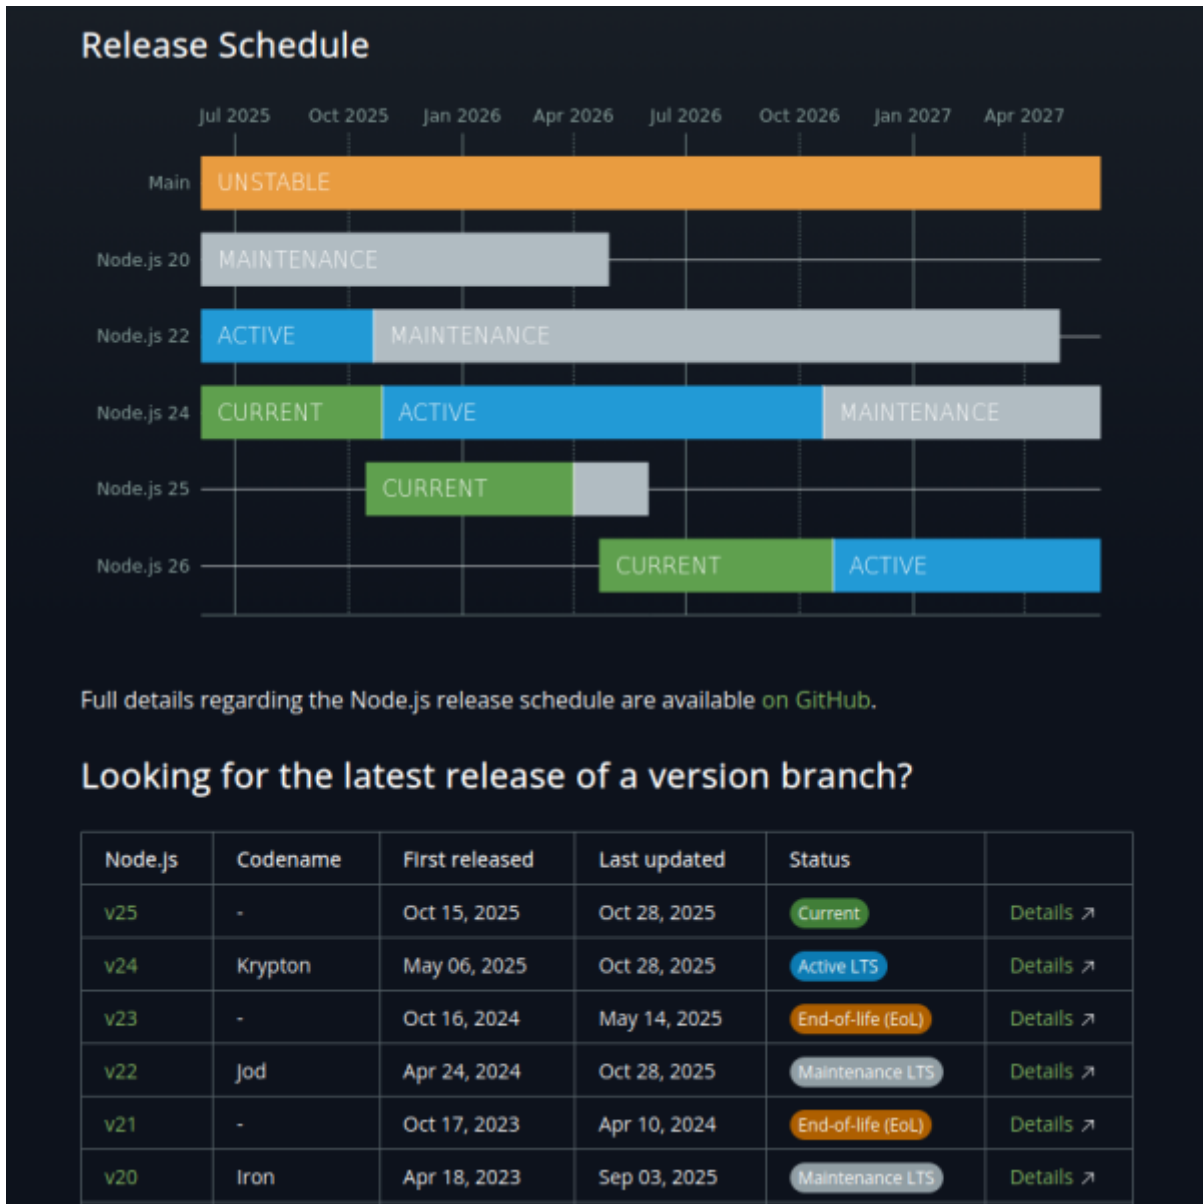 Release Schedule
Jul 2025 Oct 2025 Jan 2026 Apr 2026 Jul 2026 Oct 2026 Jan 2027 Apr 2027
Main UNSTABLE
Node.js 20 MAINTENANCE
Node.js 22 ACTIVE MAINTENANCE
Node.js 24 CURRENT ACTIVE MAINTENANCE
Node.js 25 CURRENT
Node.js 26 CURRENT ACTIVE
Full details regarding the Node.js release schedule are available on GitHub.
Looking for the latest release of a version branch?
Node.js Codename First released Last updated Status
v25 - Oct 15, 2025 Oct 28, 2025 Current Details ↗
v24 Krypton May 06, 2025 Oct 28, 2025 Active LTS Details ↗
v23 - Oct 16, 2024 May 14, 2025 End-of-life (EoL) Details ↗
v22 Jod Apr 24, 2024 Oct 28, 2025 Maintenance LTS Details ↗
v21 - Oct 17, 2023 Apr 10, 2024 End-of-life (EoL) Details ↗
v20 Iron Apr 18, 2023 Sep 03, 2025 Maintenance LTS Details ↗